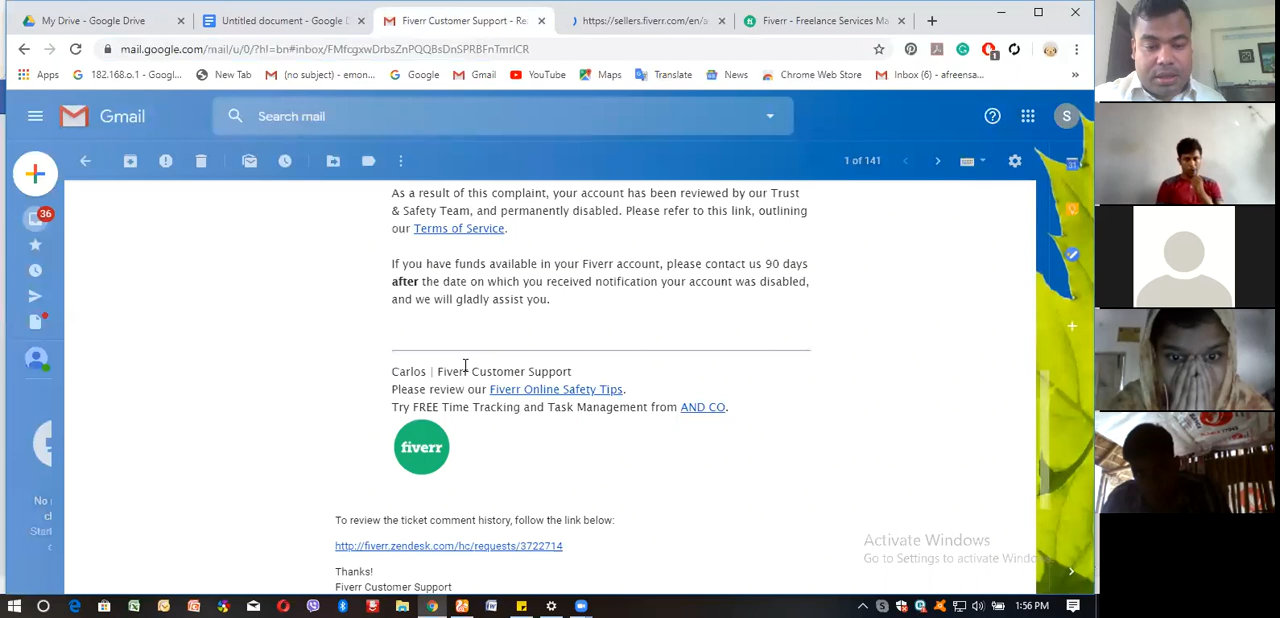 My Drive - Google Drive
Untitled document - Google D
Fiverr Customer Support - Re:
https://sellers.fiverr.com/en/a
Fiverr - Freelance Services Ma
mail.google.com/mail/u/0/?hl=bn#inbox/FMfcgxwDrbsZnPQQBsDnSPRBFnTmrlCR
Apps
192.168.o.1 - Googl...
New Tab
(no subject) - emon...
Google
Gmail
YouTube
Maps
Translate
News
Chrome Web Store
Inbox (6) - afreensa...
»
Gmail
Search mail
S
1 of 141
36
As a result of this complaint, your account has been reviewed by our Trust
& Safety Team, and permanently disabled. Please refer to this link, outlining
our Terms of Service.
If you have funds available in your Fiverr account, please contact us 90 days
after the date on which you received notification your account was disabled,
and we will gladly assist you.
Carlos | Fiverr Customer Support
Please review our Fiverr Online Safety Tips.
Try FREE Time Tracking and Task Management from AND CO.
fiverr
To review the ticket comment history, follow the link below:
http://fiverr.zendesk.com/hc/requests/3722714
Thanks!
Fiverr Customer Support
Activate Windows
Go to Settings to activate Windo
1:56 PM